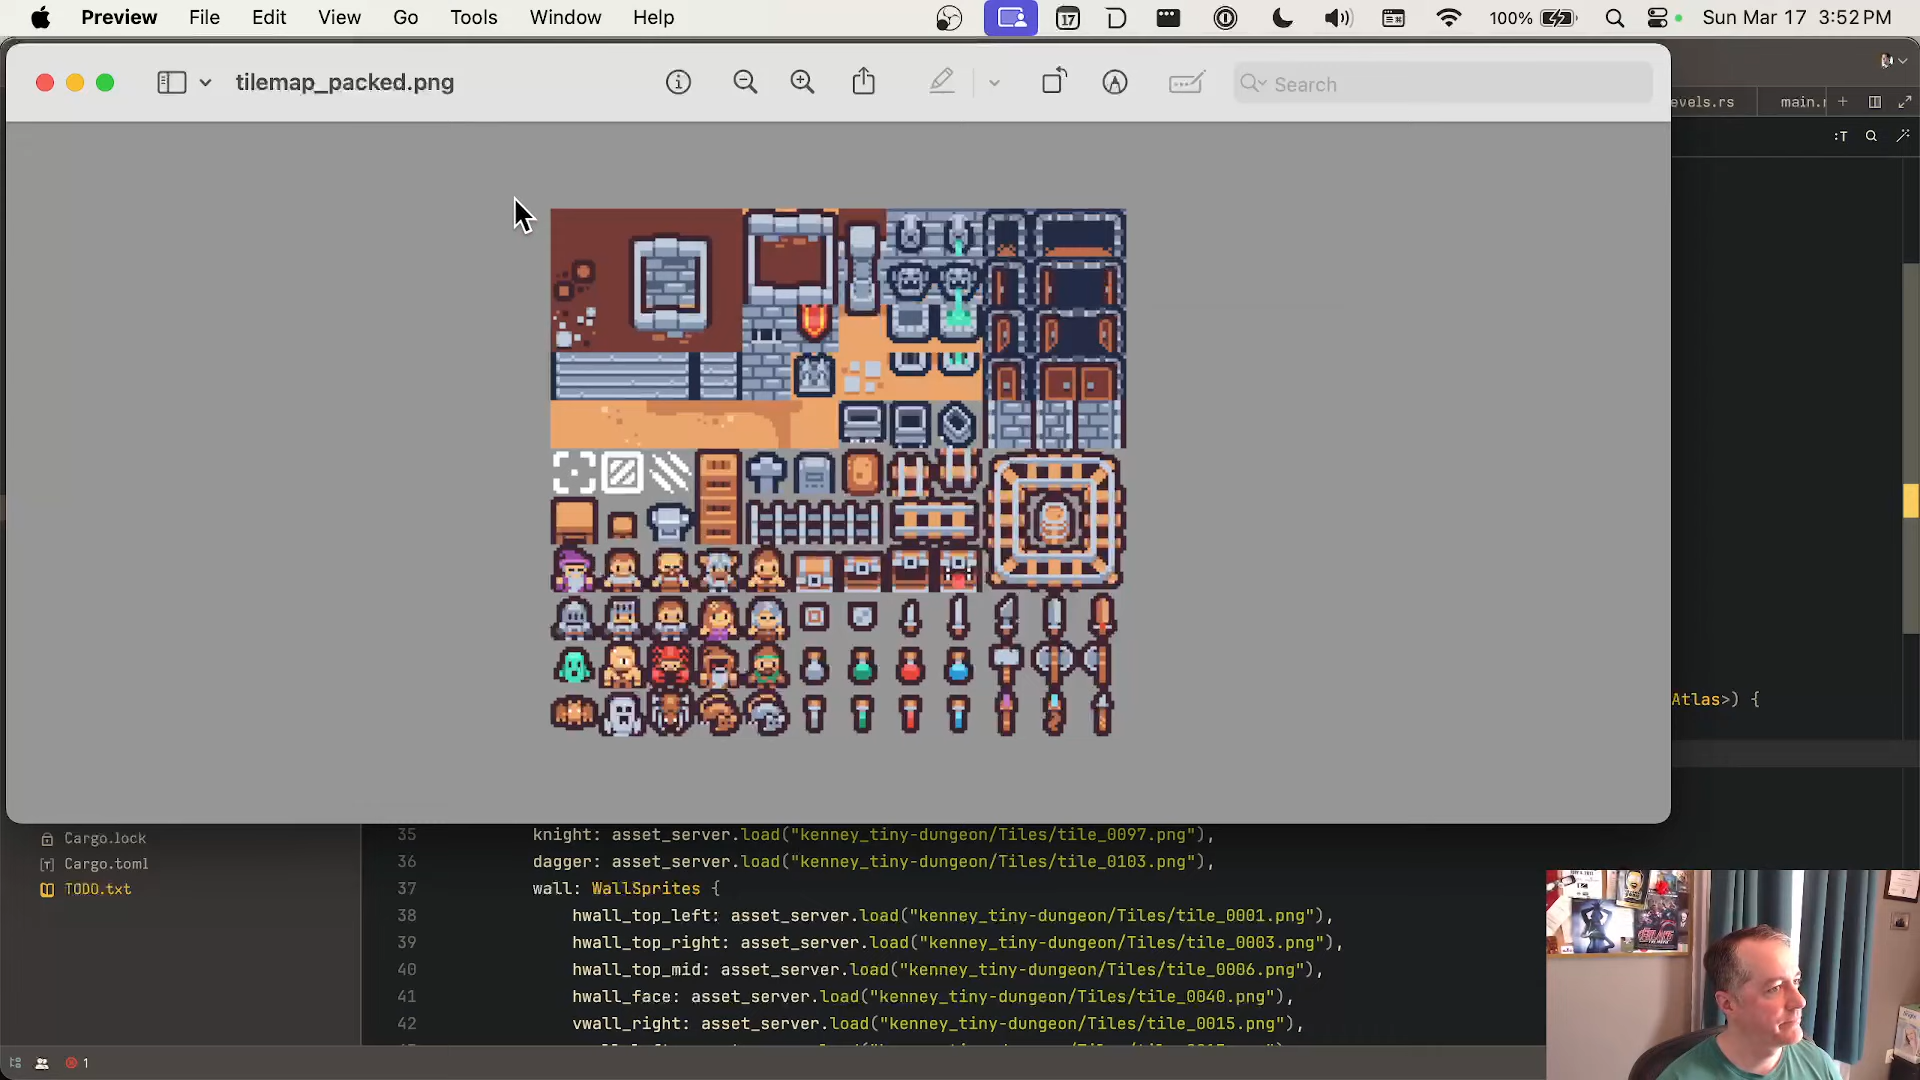 Preview File Edit View Go Tools Window Help 17 100% Sun Mar 17 3:52 PM
tilemap_packed.png Search
evels.rs main.r
:T
Atlas>) {
Cargo.lock
Cargo.toml
TODO.txt
35 knight: asset_server.load("kenney_tiny-dungeon/Tiles/tile_0097.png"),
36 dagger: asset_server.load("kenney_tiny-dungeon/Tiles/tile_0103.png"),
37 wall: WallSprites {
38 hwall_top_left: asset_server.load("kenney_tiny-dungeon/Tiles/tile_0001.png"),
39 hwall_top_right: asset_server.load("kenney_tiny-dungeon/Tiles/tile_0003.png"),
40 hwall_top_mid: asset_server.load("kenney_tiny-dungeon/Tiles/tile_0006.png"),
41 hwall_face: asset_server.load("kenney_tiny-dungeon/Tiles/tile_0040.png"),
42 vwall_right: asset_server.load("kenney_tiny-dungeon/Tiles/tile_0015.png"),
1